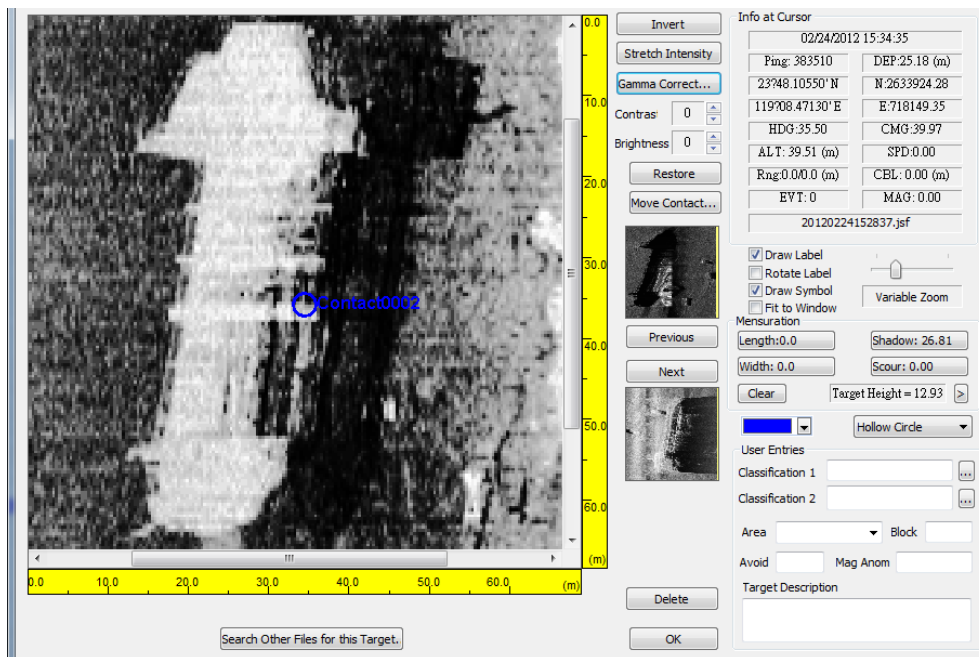 0.0
10.0
20.0
30.0
40.0
50.0
60.0
(m)
Contact0002
0.0 10.0 20.0 30.0 40.0 50.0 60.0 (m)
Search Other Files for this Target.
Invert
Stretch Intensity
Gamma Correct...
Contras 0
Brightness 0
Restore
Move Contact...
Previous
Next
Delete
OK
Info at Cursor
02/24/2012 15:34:35
Ping: 383510 DEP:25.18 (m)
23?48.10550' N N:2633924.28
119?08.47130' E E:718149.35
HDG:35.50 CMG:39.97
ALT: 39.51 (m) SPD:0.00
Rng:0.0/0.0 (m) CBL: 0.00 (m)
EVT: 0 MAG: 0.00
20120224152837.jsf
Draw Label
Rotate Label
Draw Symbol
Fit to Window
Variable Zoom
Mensuration
Length:0.0 Shadow: 26.81
Width: 0.0 Scour: 0.00
Clear Target Height = 12.93 >
Hollow Circle
User Entries
Classification 1 ...
Classification 2 ...
Area Block
Avoid Mag Anom
Target Description